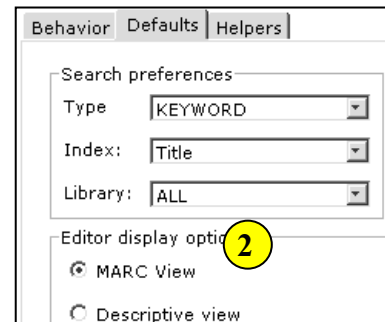 Behavior Defaults Helpers
Search preferences
Type KEYWORD
Index: Title
Library: ALL
Editor display optio
2
MARC View
Descriptive view